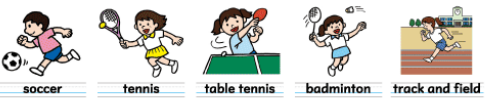 soccer tennis table tennis badminton track and field